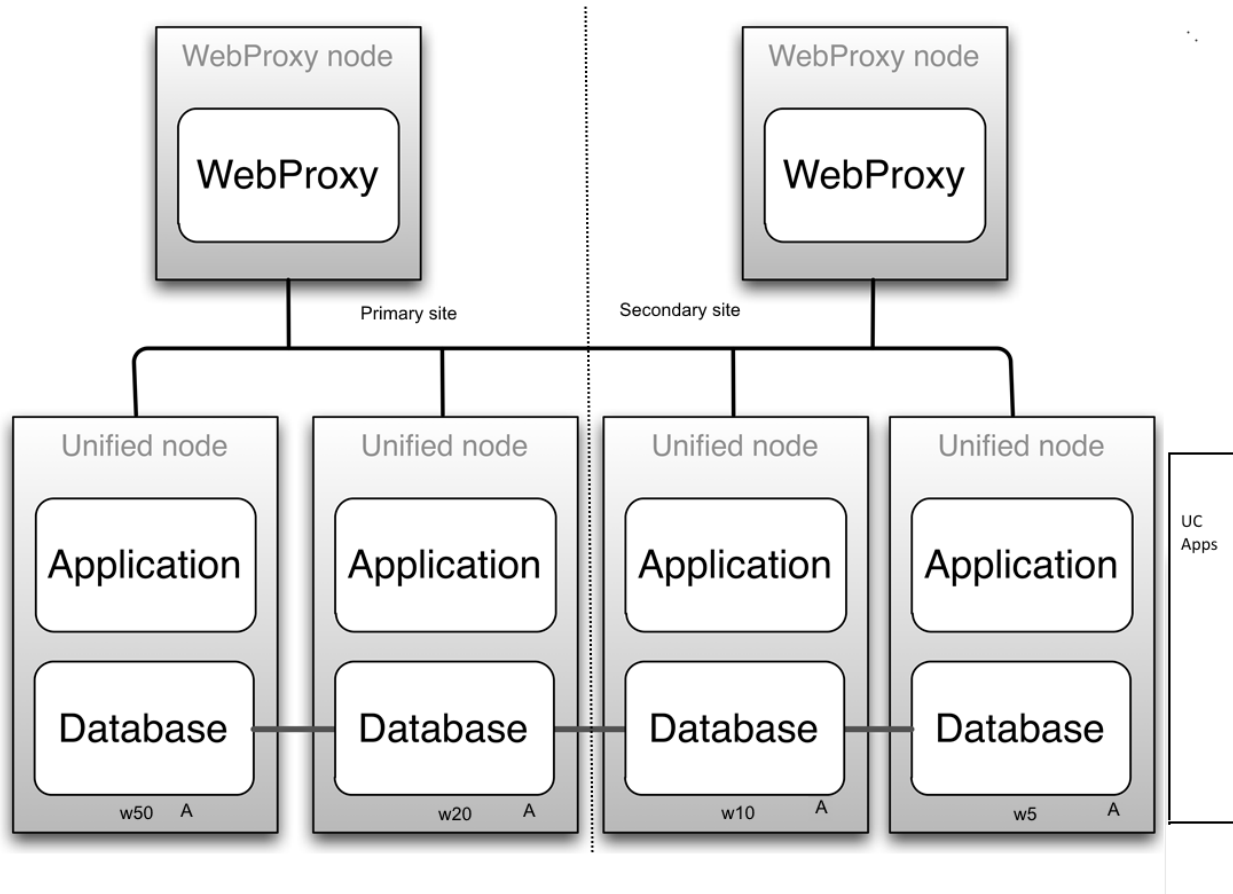 WebProxy node
WebProxy node
WebProxy
WebProxy
Primary site
Secondary site
Unified node
Unified node
Unified node
Unified node
UC
Apps
Application
Application
Application
Application
Database
Database
Database
Database
w50 A
w20 A
w10 A
w5 A